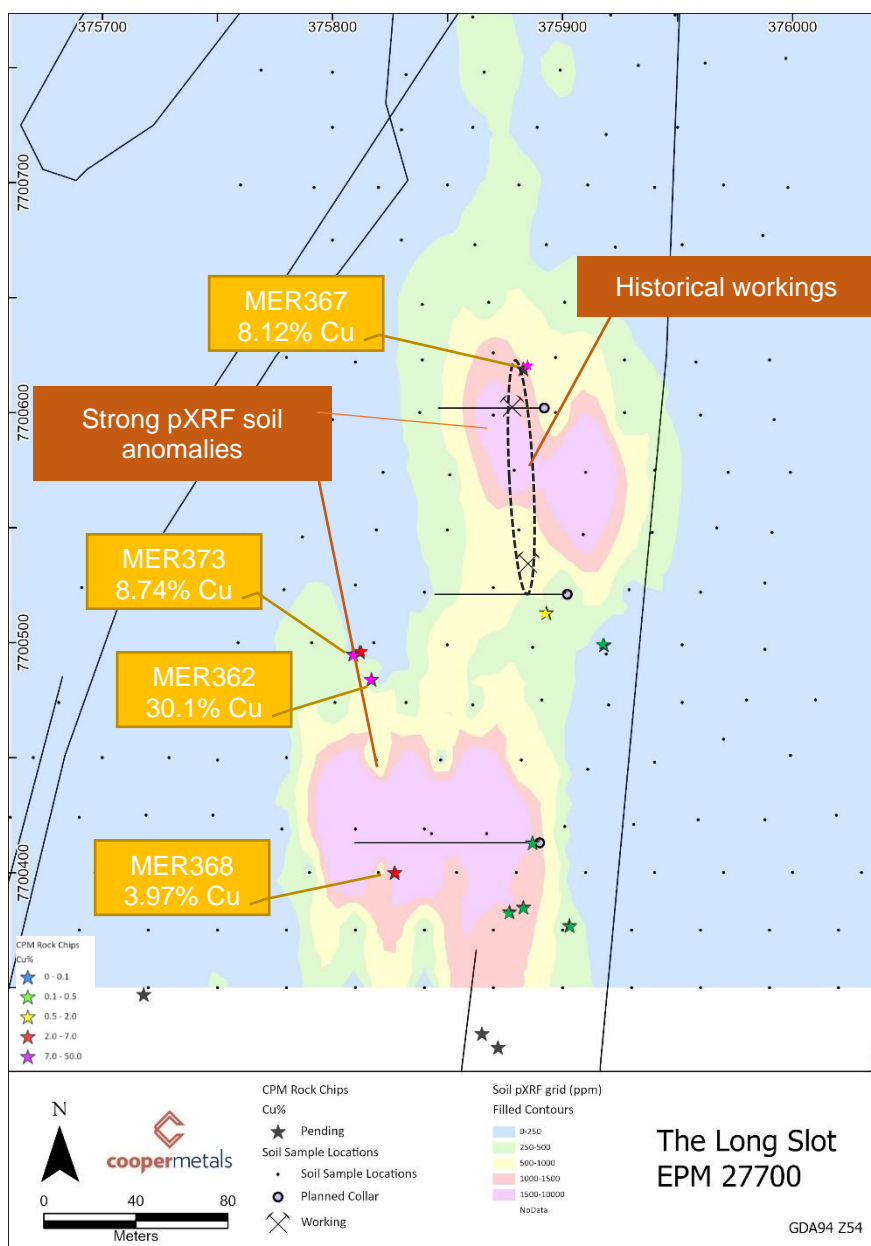 375700
375800
375900
376000
7700700
7700600
7700500
7700400
MER367
8.12% Cu
Historical workings
Strong pXRF soil
anomalies
MER373
8.74% Cu
MER362
30.1% Cu
MER368
3.97% Cu
CPM Rock Chips
Cu%
0 - 0.1
0.1 - 0.5
0.5 - 2.0
2.0 - 7.0
7.0 - 50.0
N
coopermetals
0 40 80
Meters
CPM Rock Chips
Cu%
Pending
Soil Sample Locations
Soil Sample Locations
Planned Collar
Working
Soil pXRF grid (ppm)
Filled Contours
0-250
250-500
500-1000
1000-1500
1500-10000
NoData
The Long Slot
EPM 27700
GDA94 Z54